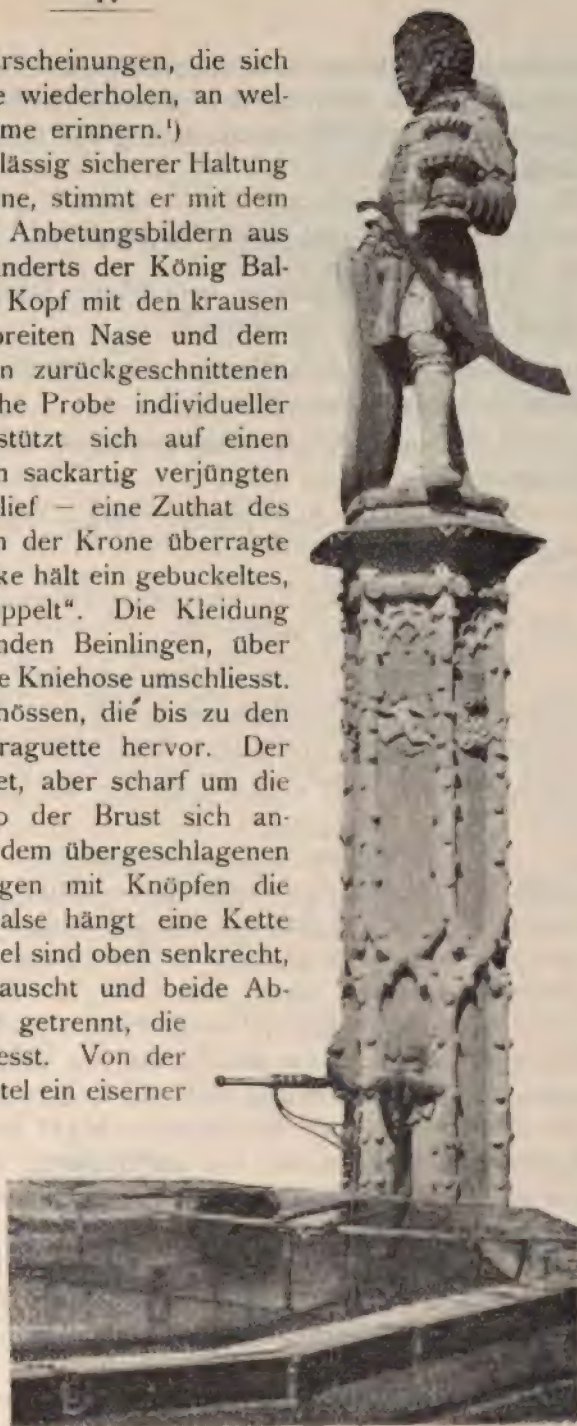 rscheinungen, die sich
e wiederholen, an wel-
me erinnern.¹)
lässig sicherer Haltung
ne, stimmt er mit dem
Anbetungsbildern aus
underts der König Bal-
Kopf mit den krausen
breiten Nase und dem
n zurückgeschnittenen
che Probe individueller
stützt sich auf einen
n sackartig verjüngten
lief — eine Zuthat des
n der Krone überragte
ke hält ein gebuckeltes,
ppelt“. Die Kleidung
nden Beinlingen, über
e Kniehose umschliesst.
hössen, die bis zu den
raguette hervor. Der
et, aber scharf um die
o der Brust sich an-
dem übergeschlagenen
gen mit Knöpfen die
alse hängt eine Kette
el sind oben senkrecht,
auscht und beide Ab-
getrennt, die
esst. Von der
tel ein eiserner